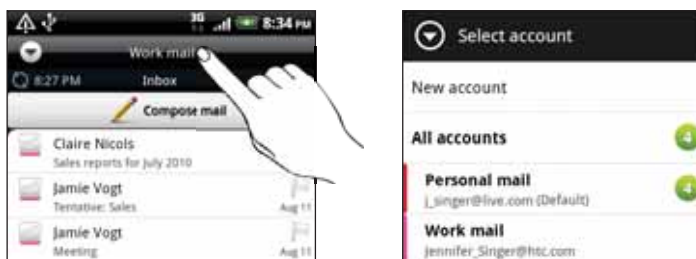 3G 8:34 PM
Work mail
8:27 PM Inbox
Compose mail
Claire Nicols
Sales reports for July 2010
Jamie Vogt
Tentative: Sales Aug 11
Jamie Vogt
Meeting Aug 11
Select account
New account
All accounts 4
Personal mail 4
j_singer@live.com (Default)
Work mail
Jennifer_Singer@htc.com